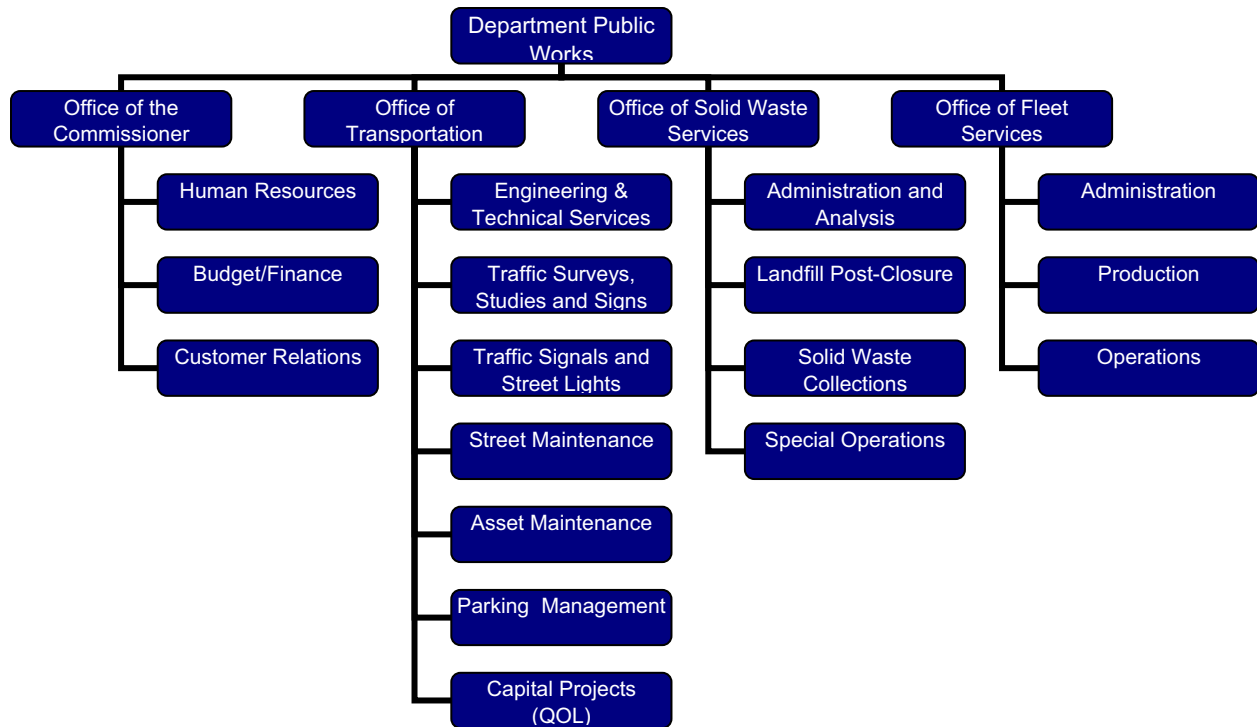 Department Public
Works
Office of the
Commissioner
Office of
Transportation
Office of Solid Waste
Services
Office of Fleet
Services
Human Resources
Budget/Finance
Customer Relations
Engineering &
Technical Services
Traffic Surveys,
Studies and Signs
Traffic Signals and
Street Lights
Street Maintenance
Asset Maintenance
Parking  Management
Capital Projects
(QOL)
Administration and
Analysis
Landfill Post-Closure
Solid Waste
Collections
Special Operations
Administration
Production
Operations